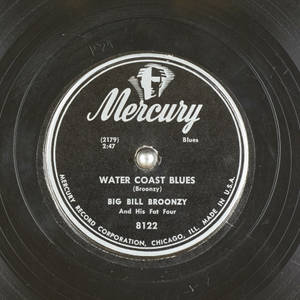 Mercury
(2179)
2:47
Blues
WATER COAST BLUES
(Broonzy)
BIG BILL BROONZY
And His Fat Four
8122
MERCURY RECORD CORPORATION, CHICAGO, ILL. MADE IN U.S.A.